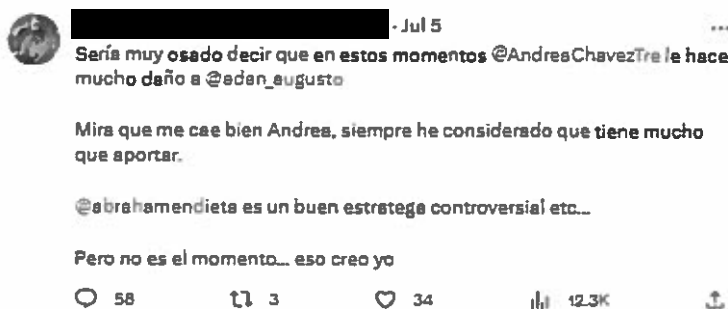 · Jul 5
Sería muy osado decir que en estos momentos @AndreaChavezTre le hace
mucho daño a @adan_augusto
Mira que me cae bien Andrea, siempre he considerado que tiene mucho
que aportar.
@abrahamendieta es un buen estratega controversial etc...
Pero no es el momento... eso creo yo
58 3 34 12.3K